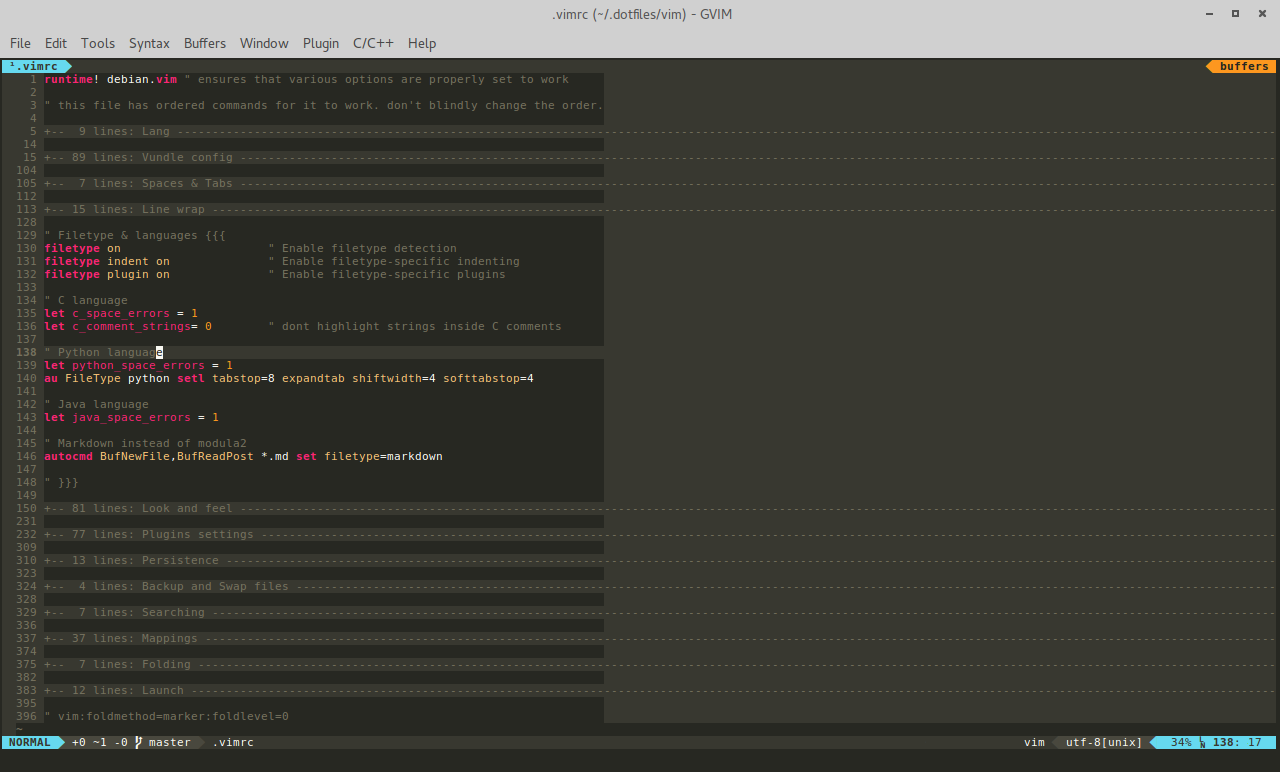 .vimrc (~/.dotfiles/vim) - GVIM
File Edit Tools Syntax Buffers Window Plugin C/C++ Help
¹.vimrc buffers
1 runtime! debian.vim " ensures that various options are properly set to work
2
3 " this file has ordered commands for it to work. don't blindly change the order.
4
5 +--  9 lines: Lang ----------------------------------------------------------------
14
15 +-- 89 lines: Vundle config ----------------------------------------------------------------
104
105 +--  7 lines: Spaces & Tabs ----------------------------------------------------------------
112
113 +-- 15 lines: Line wrap ----------------------------------------------------------------
128
129 " Filetype & languages {{{
130 filetype on                     " Enable filetype detection
131 filetype indent on              " Enable filetype-specific indenting
132 filetype plugin on              " Enable filetype-specific plugins
133
134 " C language
135 let c_space_errors = 1
136 let c_comment_strings= 0        " dont highlight strings inside C comments
137
138 " Python language
139 let python_space_errors = 1
140 au FileType python setl tabstop=8 expandtab shiftwidth=4 softtabstop=4
141
142 " Java language
143 let java_space_errors = 1
144
145 " Markdown instead of modula2
146 autocmd BufNewFile,BufReadPost *.md set filetype=markdown
147
148 " }}}
149
150 +-- 81 lines: Look and feel ----------------------------------------------------------------
231
232 +-- 77 lines: Plugins settings ----------------------------------------------------------------
309
310 +-- 13 lines: Persistence ----------------------------------------------------------------
323
324 +--  4 lines: Backup and Swap files ----------------------------------------------------------------
328
329 +--  7 lines: Searching ----------------------------------------------------------------
336
337 +-- 37 lines: Mappings ----------------------------------------------------------------
374
375 +--  7 lines: Folding ----------------------------------------------------------------
382
383 +-- 12 lines: Launch ----------------------------------------------------------------
395
396 " vim:foldmethod=marker:foldlevel=0
~
NORMAL +0 ~1 -0 master .vimrc vim utf-8[unix] 34% LN 138: 17